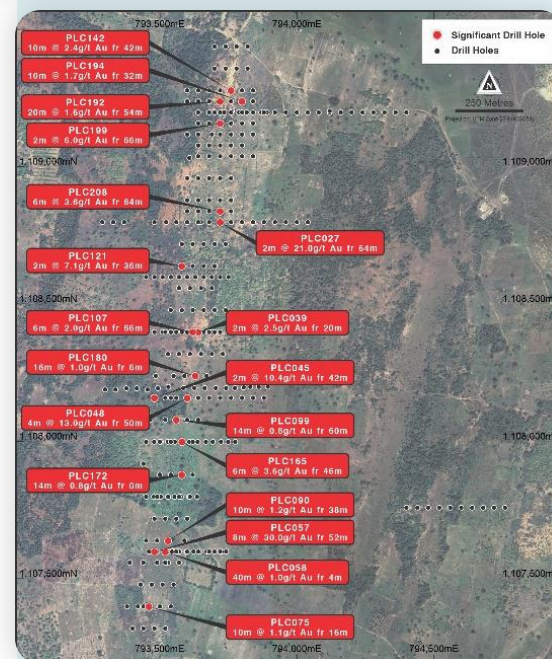 793,500mE
794,000mE
Significant Drill Hole
Drill Holes
N
250 Metres
PLC142
10m @ 2.4g/t Au fr 42m
PLC194
10m @ 1.7g/t Au fr 32m
PLC192
20m @ 1.6g/t Au fr 54m
PLC199
2m @ 6.0g/t Au fr 66m
1,109,000mN
PLC208
6m @ 3.6g/t Au fr 64m
PLC027
2m @ 21.0g/t Au fr 64m
PLC121
2m @ 7.1g/t Au fr 36m
1,108,500mN
1,108,500mN
PLC107
6m @ 2.0g/t Au fr 66m
PLC039
2m @ 2.5g/t Au fr 20m
PLC180
16m @ 1.0g/t Au fr 6m
PLC045
2m @ 10.4g/t Au fr 42m
PLC048
4m @ 13.0g/t Au fr 50m
PLC099
14m @ 0.8g/t Au fr 60m
1,108,000mN
1,108,000mN
PLC165
6m @ 3.6g/t Au fr 46m
PLC172
14m @ 0.8g/t Au fr 0m
PLC090
10m @ 1.2g/t Au fr 38m
PLC057
8m @ 30.0g/t Au fr 52m
PLC058
40m @ 1.0g/t Au fr 4m
1,107,500mN
1,107,500mN
PLC075
10m @ 1.1g/t Au fr 16m
793,500mE
794,000mE
794,500mE